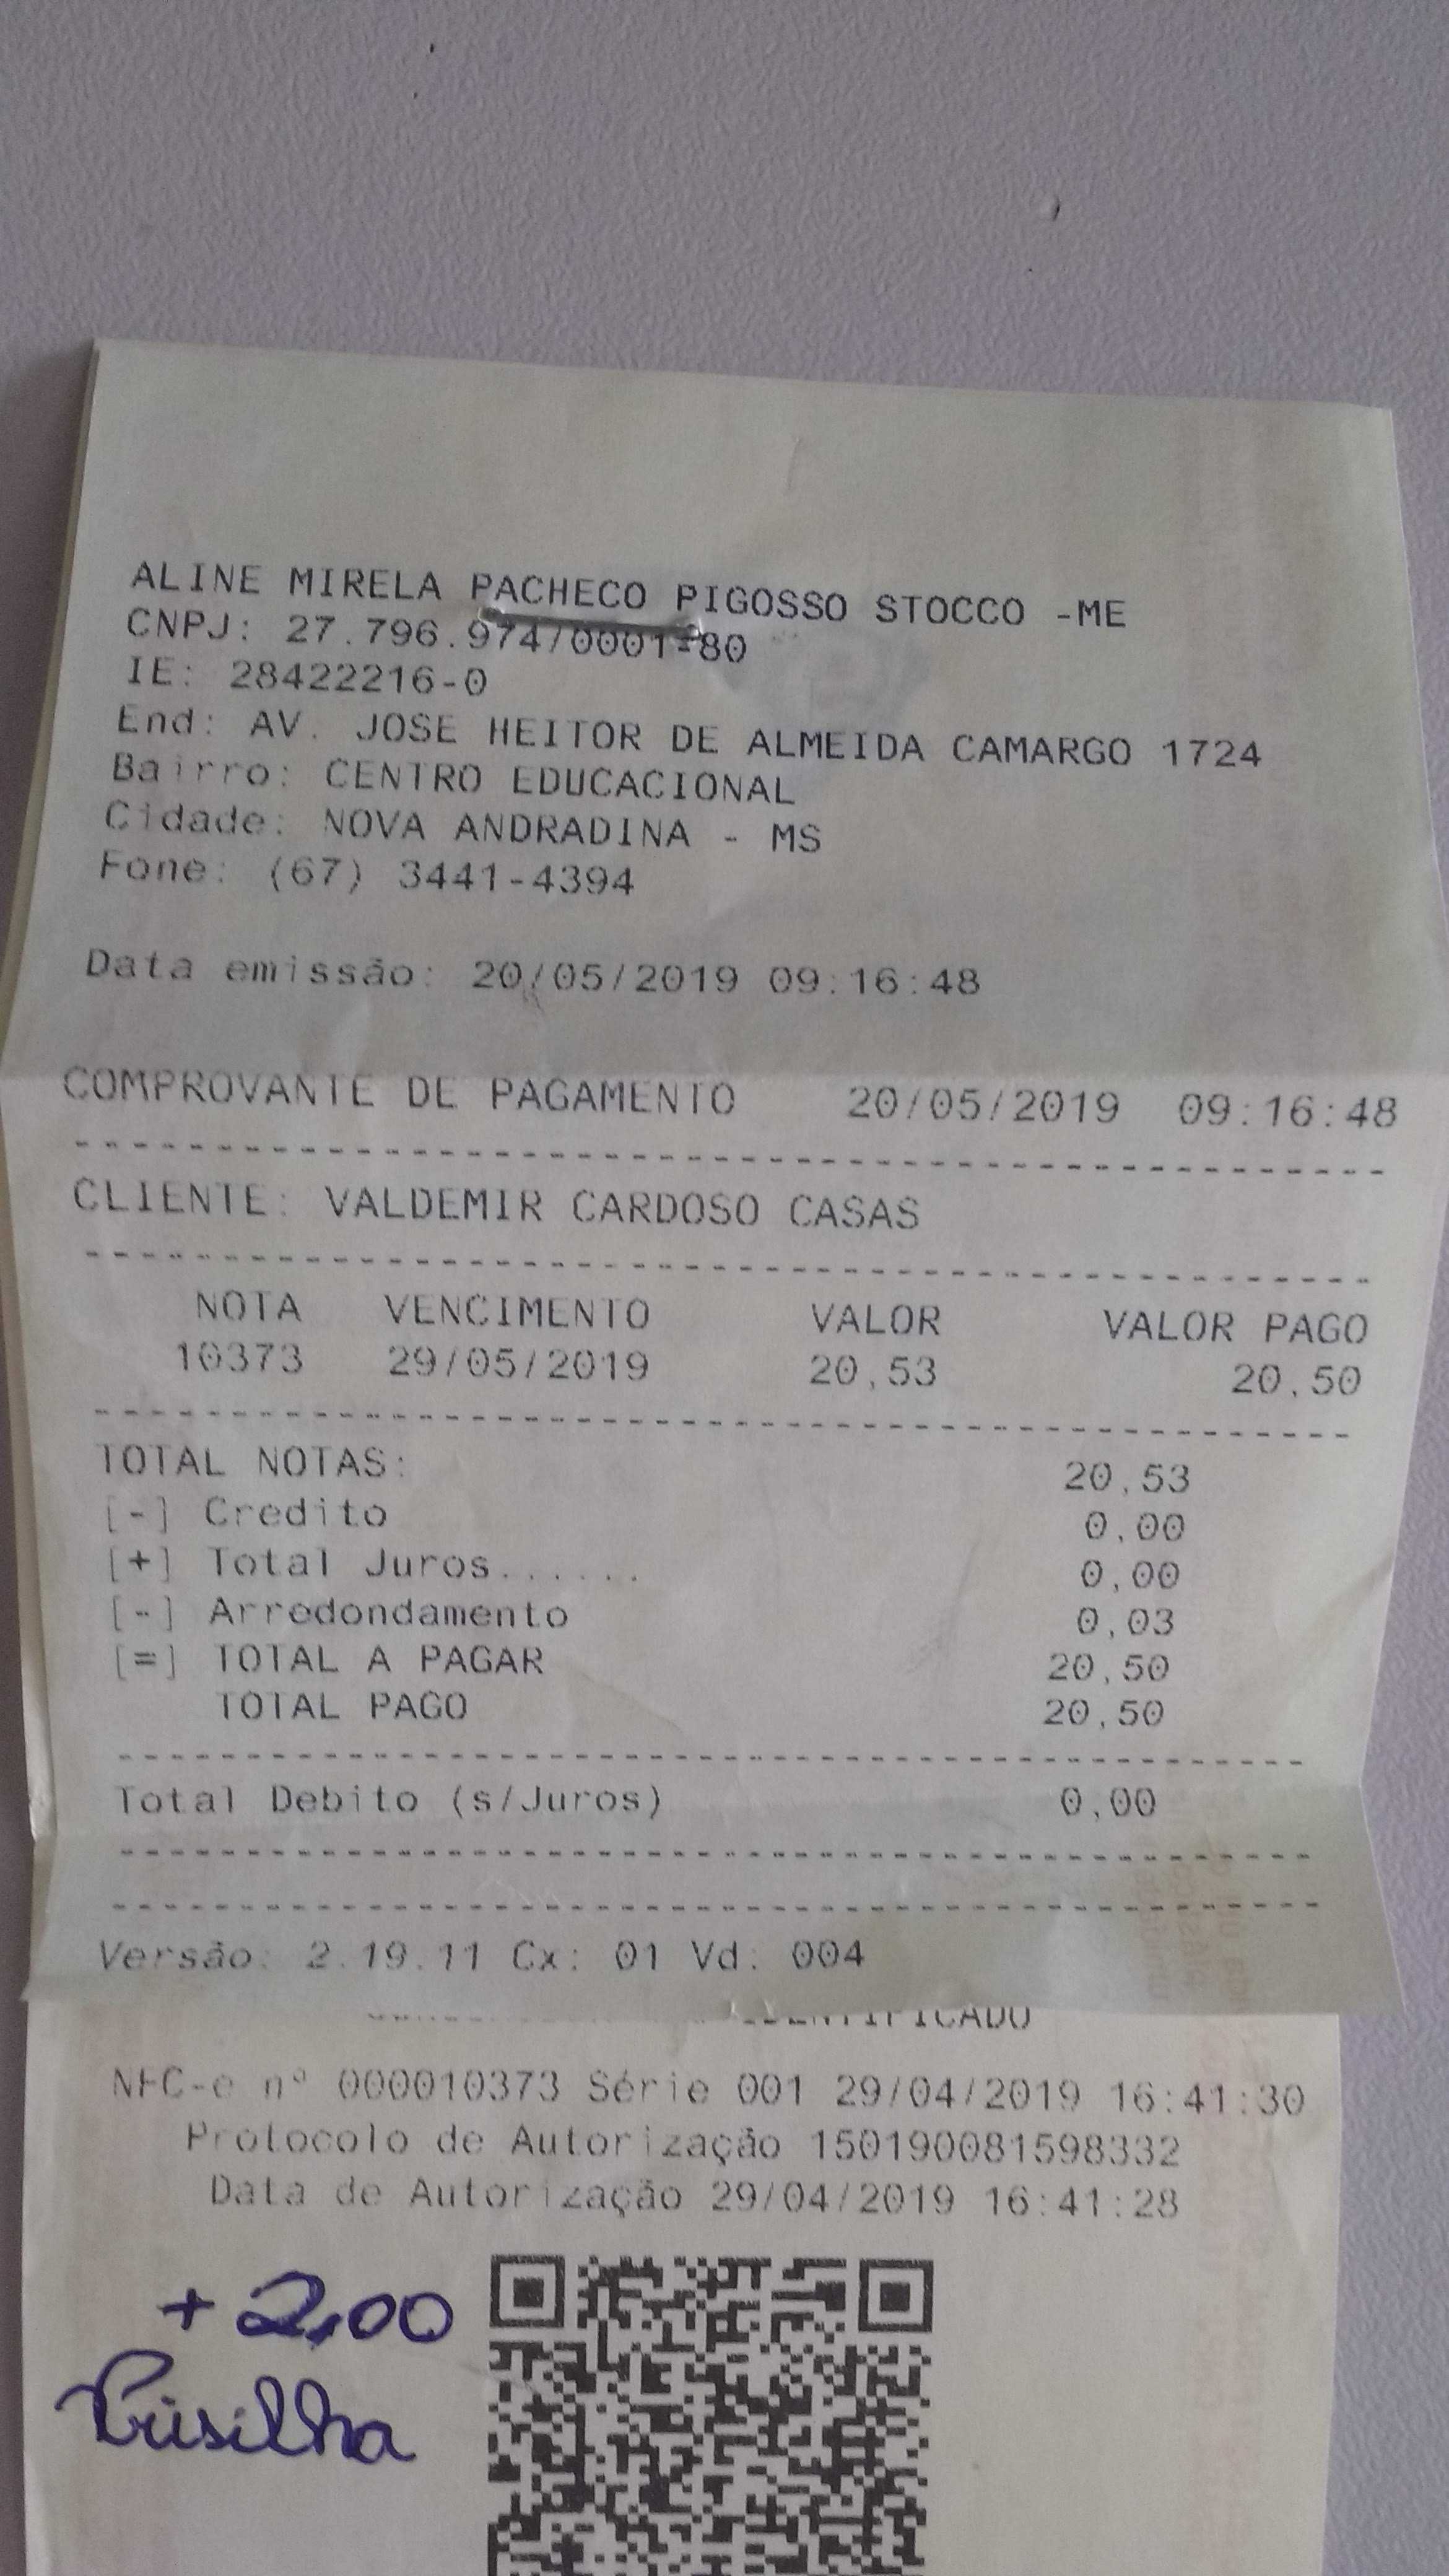 ALINE MIRELA PACHECO PIGOSSO STOCCO -ME
CNPJ: 27.796.974/0001-80
IE: 28422216-0
End: AV. JOSE HEITOR DE ALMEIDA CAMARGO 1724
Bairro: CENTRO EDUCACIONAL
Cidade: NOVA ANDRADINA - MS
Fone: (67) 3441-4394
Data emissão: 20/05/2019 09:16:48
COMPROVANTE DE PAGAMENTO 20/05/2019 09:16:48
CLIENTE: VALDEMIR CARDOSO CASAS
NOTA VENCIMENTO VALOR VALOR PAGO
10373 29/05/2019 20,53 20,50
TOTAL NOTAS: 20,53
[-] Credito 0,00
[+] Total Juros...... 0,00
[-] Arredondamento 0,03
[=] TOTAL A PAGAR 20,50
TOTAL PAGO 20,50
Total Debito (s/Juros) 0,00
Versão: 2.19.11 Cx: 01 Vd: 004
IDENTIFICADO
NFC-e nº 000010373 Série 001 29/04/2019 16:41:30
Protocolo de Autorização 150190081598332
Data de Autorização 29/04/2019 16:41:28
+ 2,00